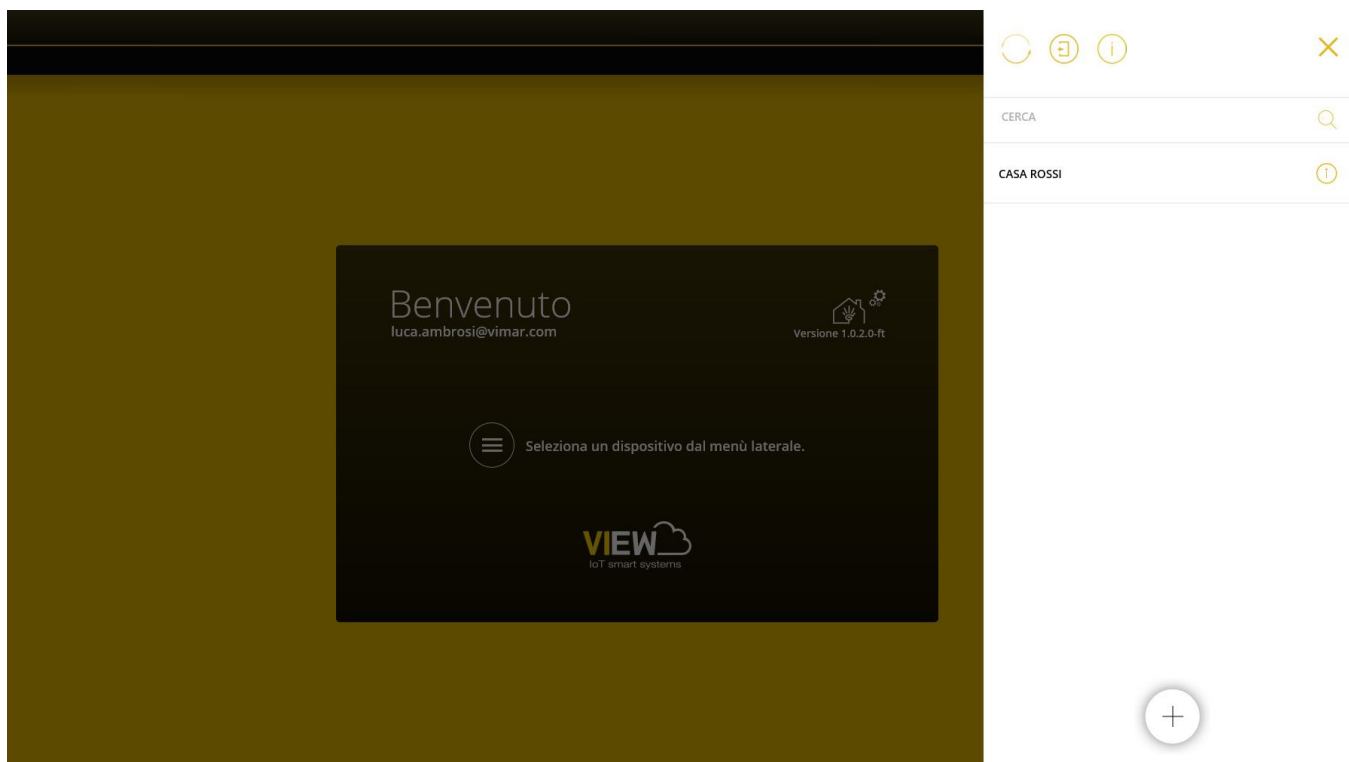 CERCA
CASA ROSSI
Benvenuto
luca.ambrosi@vimar.com
Versione 1.0.2.0-ft
Seleziona un dispositivo dal menù laterale.
VIEW
IoT smart systems